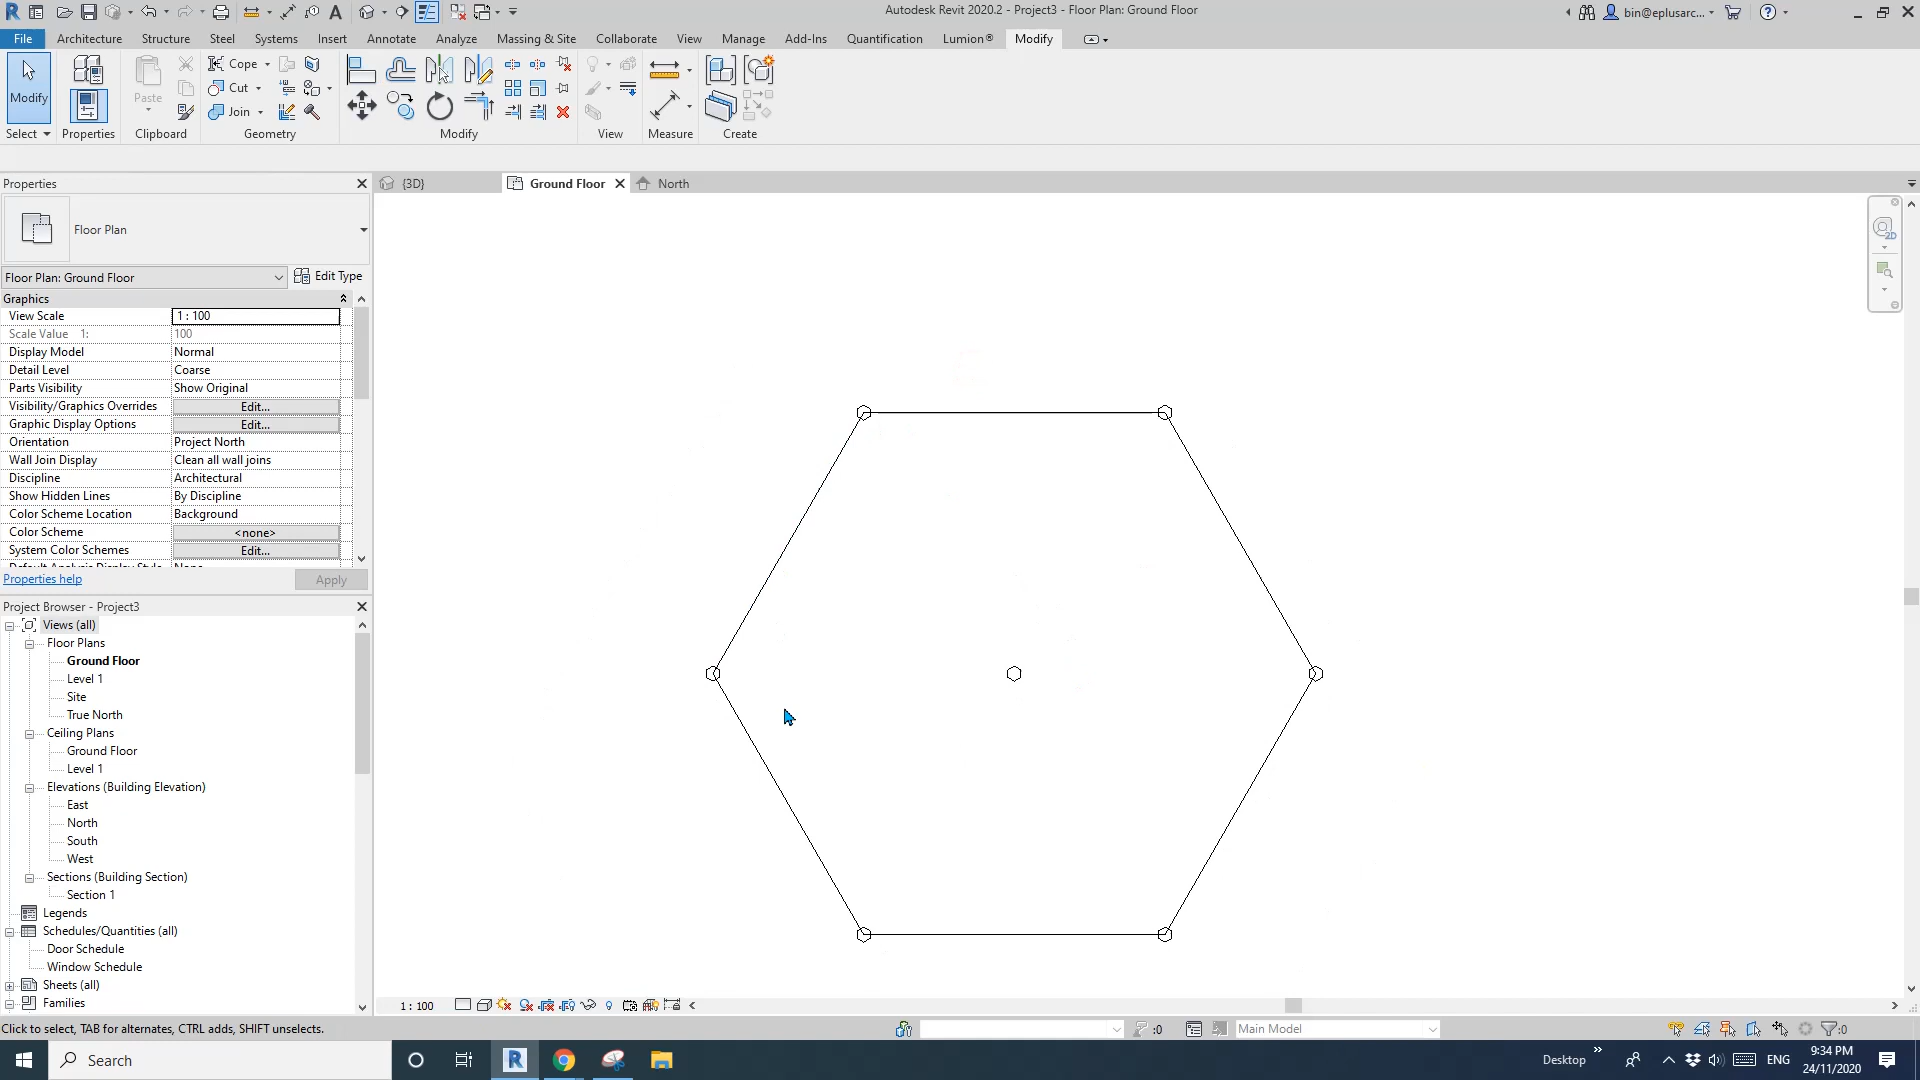 Autodesk Revit 2020.2 - Project3 - Floor Plan: Ground Floor
bin@eplusarc...
File
Architecture
Structure
Steel
Systems
Insert
Annotate
Analyze
Massing & Site
Collaborate
View
Manage
Add-Ins
Quantification
Lumion®
Modify
Modify
Select
Properties
Paste
Clipboard
Cope
Cut
Join
Geometry
Modify
View
Measure
Create
Properties
{3D}
Ground Floor
North
Floor Plan
Floor Plan: Ground Floor
Edit Type
Graphics
View Scale 1 : 100
Scale Value 1: 100
Display Model Normal
Detail Level Coarse
Parts Visibility Show Original
Visibility/Graphics Overrides Edit...
Graphic Display Options Edit...
Orientation Project North
Wall Join Display Clean all wall joins
Discipline Architectural
Show Hidden Lines By Discipline
Color Scheme Location Background
Color Scheme <none>
System Color Schemes Edit...
Properties help
Apply
Project Browser - Project3
Views (all)
Floor Plans
Ground Floor
Level 1
Site
True North
Ceiling Plans
Ground Floor
Level 1
Elevations (Building Elevation)
East
North
South
West
Sections (Building Section)
Section 1
Legends
Schedules/Quantities (all)
Door Schedule
Window Schedule
Sheets (all)
Families
1 : 100
Click to select, TAB for alternates, CTRL adds, SHIFT unselects.
:0
Main Model
:0
Search
Desktop
ENG
9:34 PM
24/11/2020